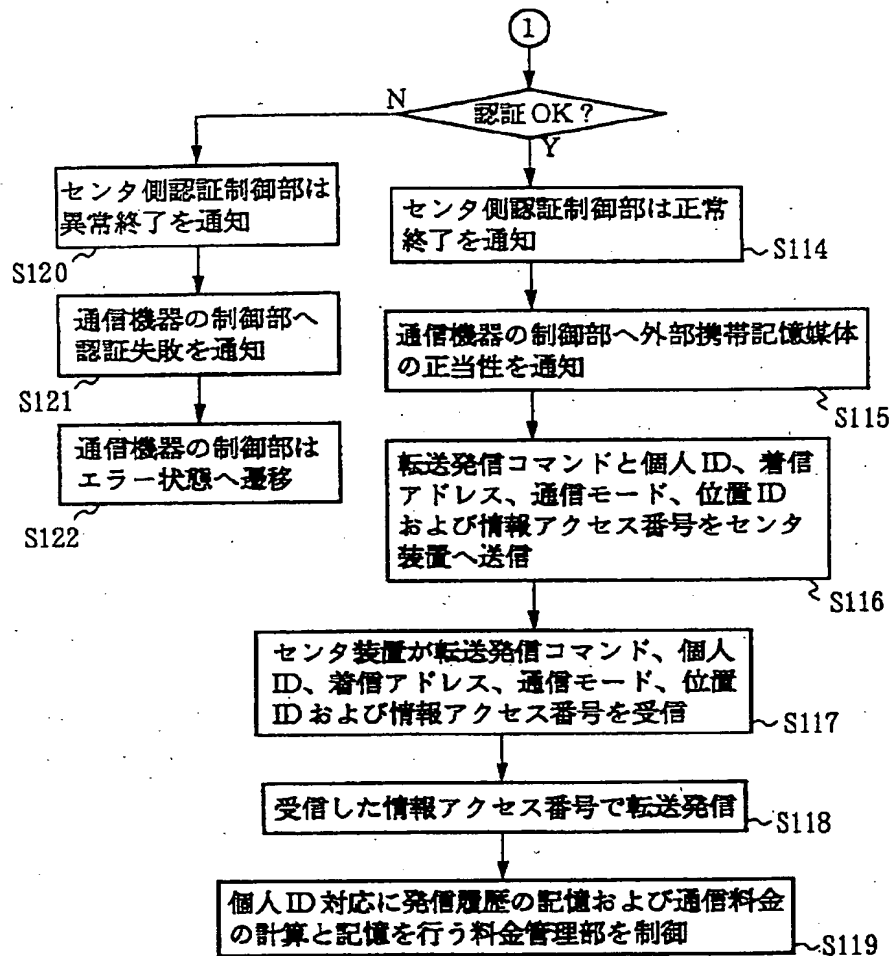 1
認証OK?
N
Y
センタ側認証制御部は
異常終了を通知
S120
通信機器の制御部へ
認証失敗を通知
S121
通信機器の制御部は
エラー状態へ遷移
S122
センタ側認証制御部は正常
終了を通知
S114
通信機器の制御部へ外部携帯記憶媒体
の正当性を通知
S115
転送発信コマンドと個人ID、着信
アドレス、通信モード、位置ID
および情報アクセス番号をセンタ
装置へ送信
S116
センタ装置が転送発信コマンド、個人
ID、着信アドレス、通信モード、位置
IDおよび情報アクセス番号を受信
S117
受信した情報アクセス番号で転送発信
S118
個人ID対応に発信履歴の記憶および通信料金
の計算と記憶を行う料金管理部を制御
S119